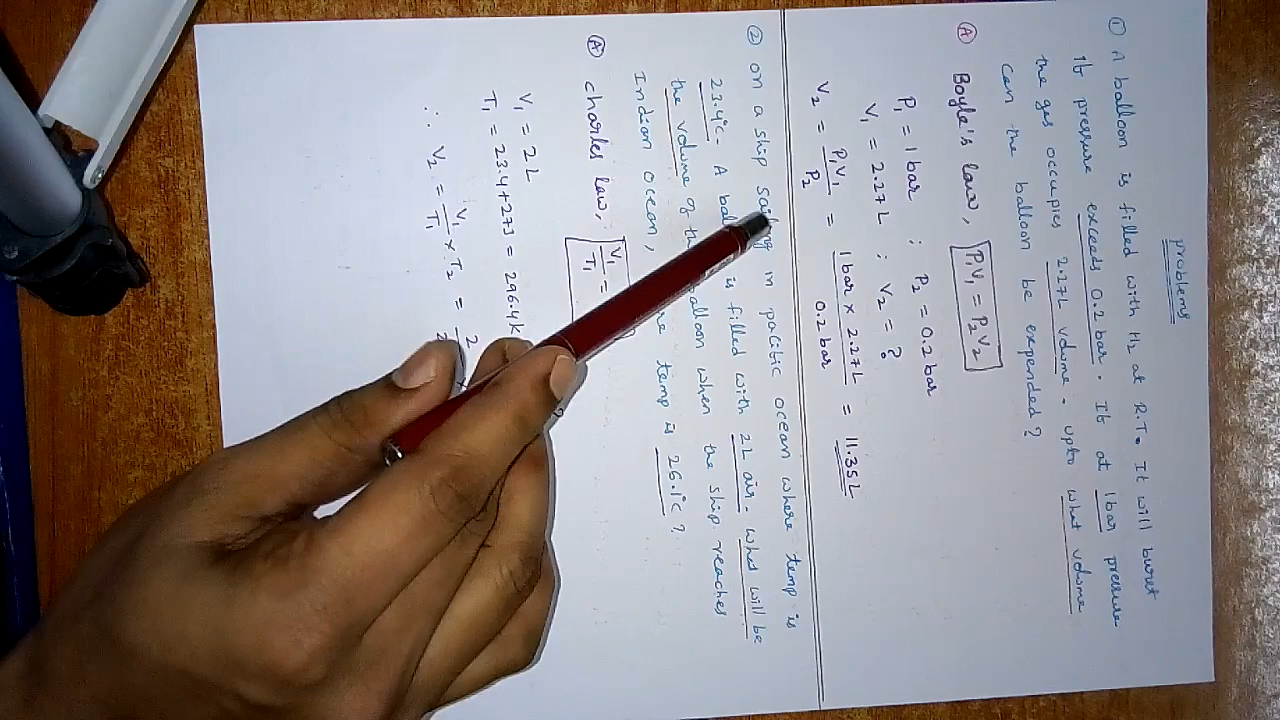 problems
① A balloon is filled with H₂ at R.T. It will burst
If pressure exceeds 0.2 bar. If at 1 bar pressure
the gas occupies 2.27L volume. upto what volume
can the balloon be expended?
Ⓐ Boyle's law, P₁V₁ = P₂V₂
P₁ = 1 bar ; P₂ = 0.2 bar
V₁ = 2.27L ; V₂ = ?
V₂ = P₁V₁/P₂ = 1 bar × 2.27L/0.2 bar = 11.35L
② on a ship sailing in pacific ocean where temp is
23.4°C. A is filled with 2L air. what will be
the volume of the balloon when the ship reaches
Indian ocean, temp is 26.1°C?
Ⓐ charles law, V₁/T₁ =
V₁ = 2L
T₁ = 23.4+273 = 296.4K
∴ V₂ = V₁/T₁ × T₂ = 2